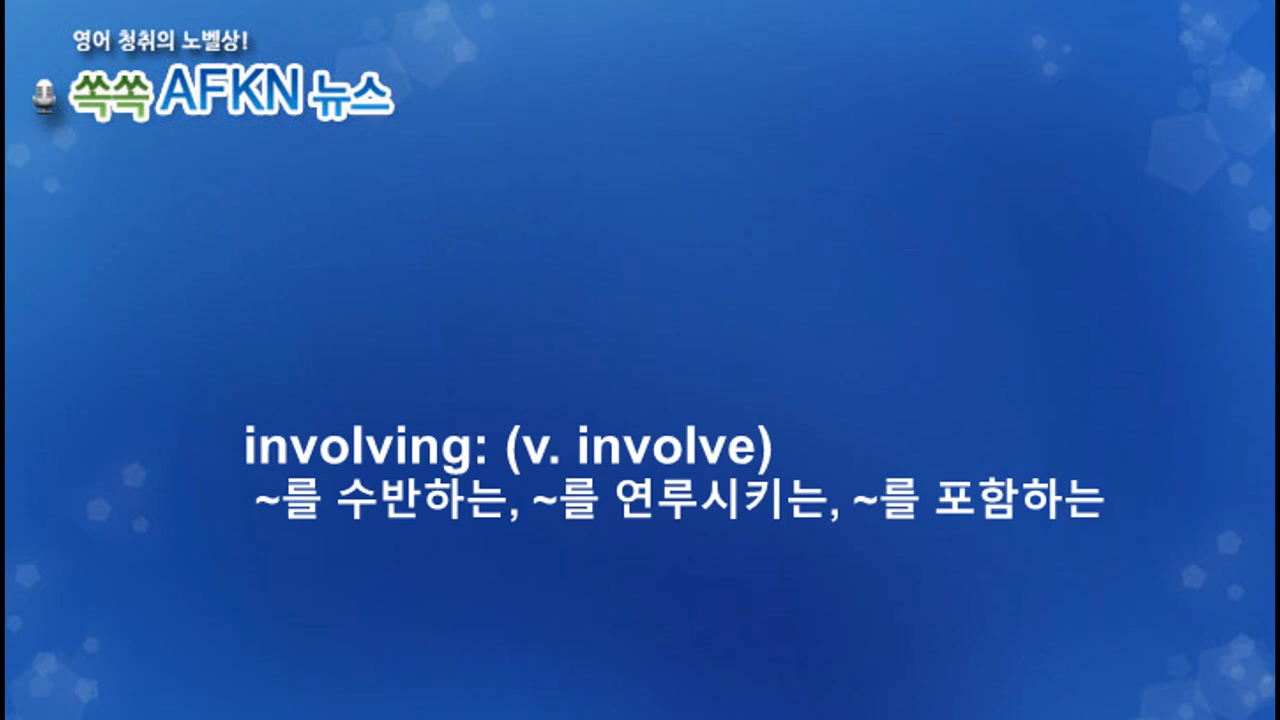 영어 청취의 노벨상!
쏙쏙 AFKN 뉴스
involving: (v. involve)
~를 수반하는, ~를 연루시키는, ~를 포함하는